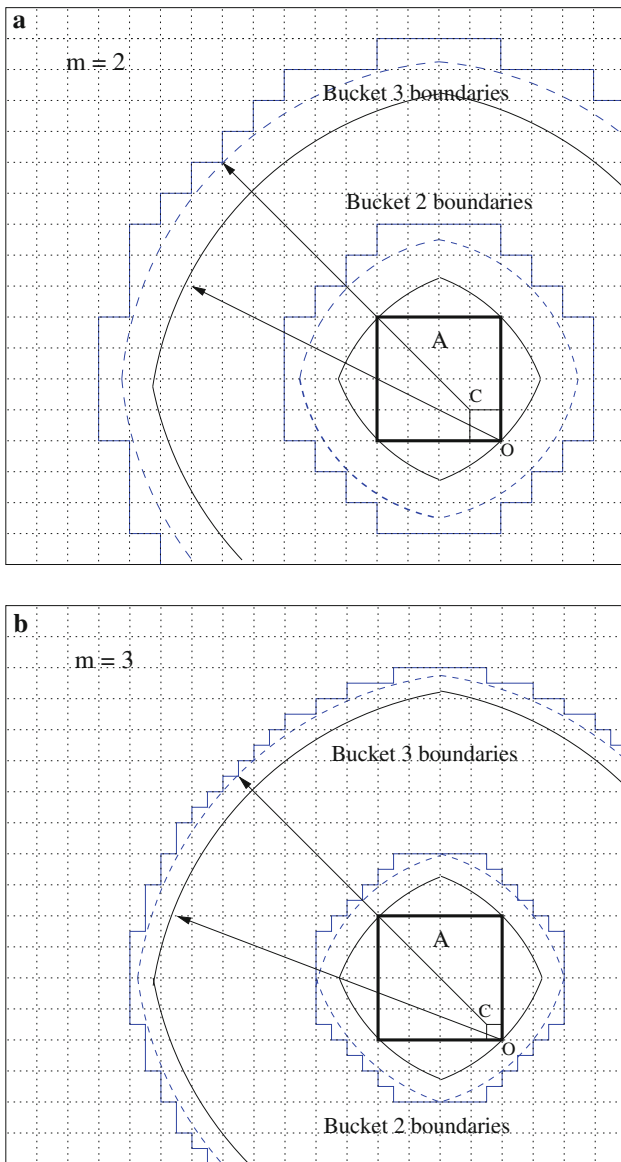 a
m = 2
Bucket 3 boundaries
Bucket 2 boundaries
A
C
O
b
m = 3
Bucket 3 boundaries
A
C
O
Bucket 2 boundaries